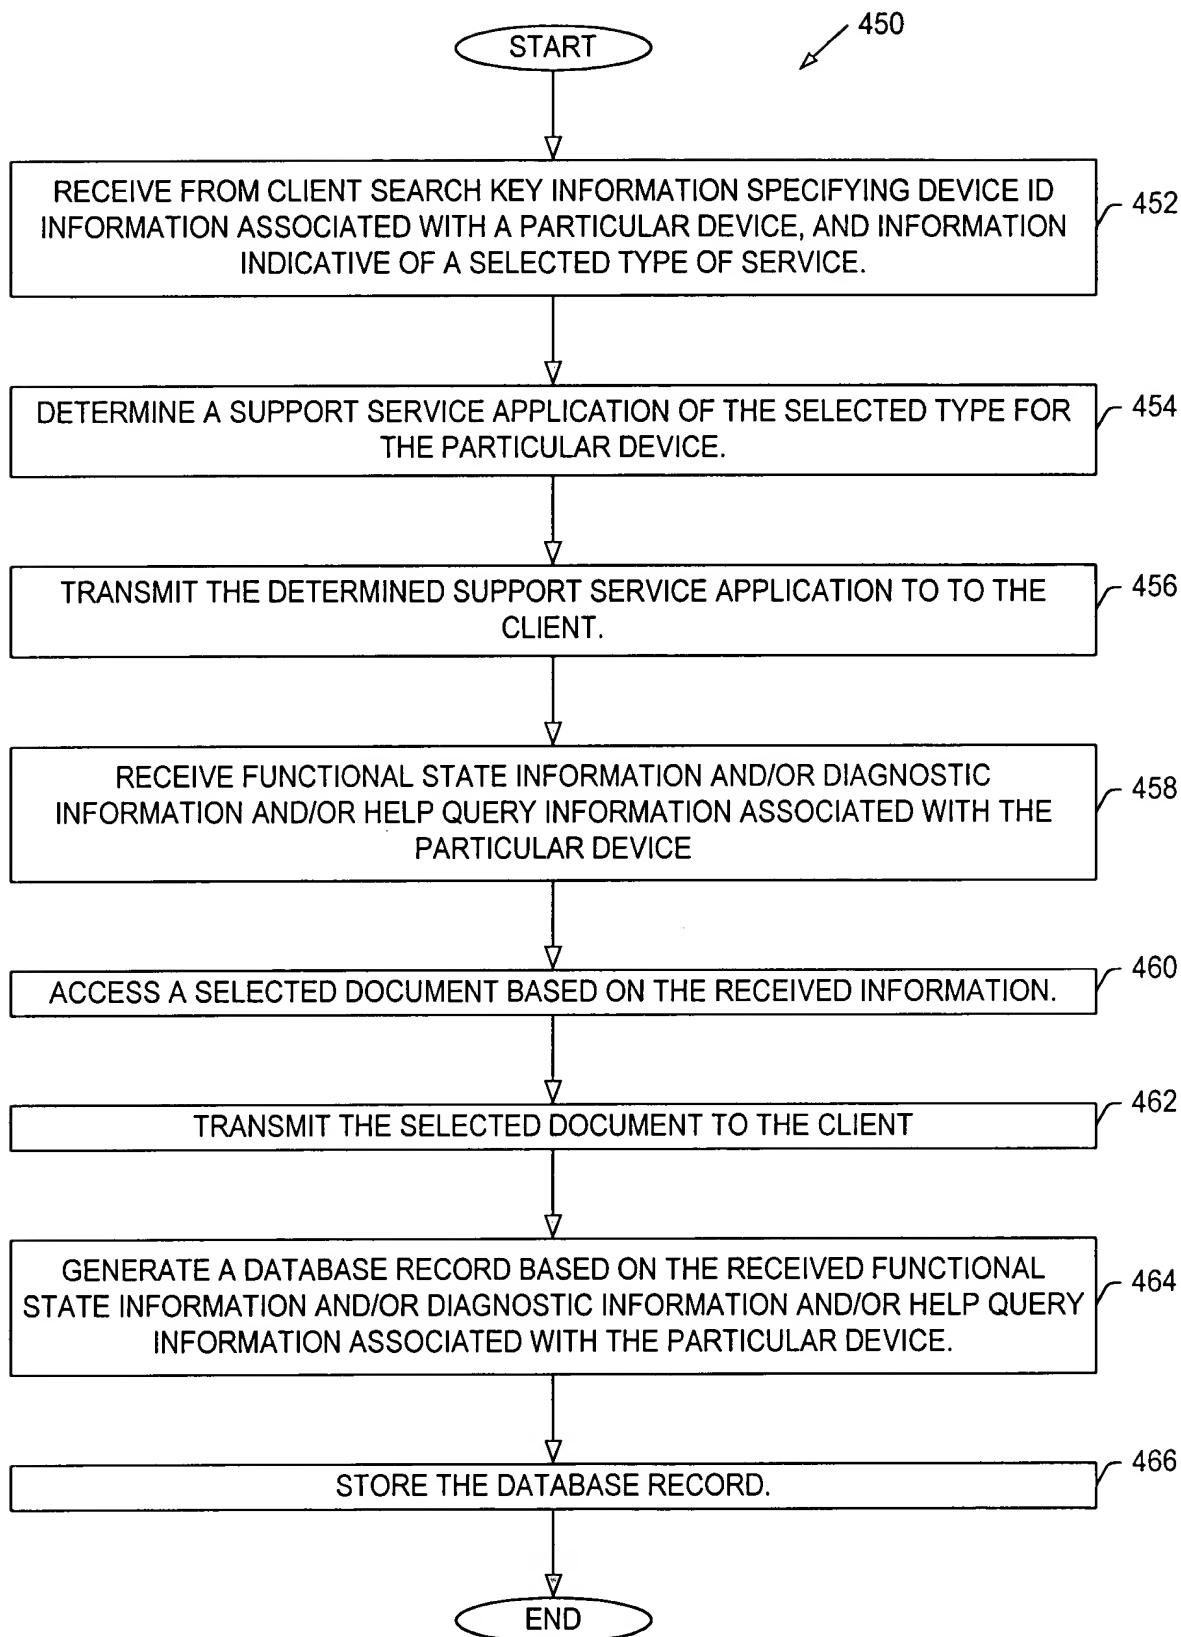 START
450
RECEIVE FROM CLIENT SEARCH KEY INFORMATION SPECIFYING DEVICE ID
INFORMATION ASSOCIATED WITH A PARTICULAR DEVICE, AND INFORMATION
INDICATIVE OF A SELECTED TYPE OF SERVICE.
452
DETERMINE A SUPPORT SERVICE APPLICATION OF THE SELECTED TYPE FOR
THE PARTICULAR DEVICE.
454
TRANSMIT THE DETERMINED SUPPORT SERVICE APPLICATION TO TO THE
CLIENT.
456
RECEIVE FUNCTIONAL STATE INFORMATION AND/OR DIAGNOSTIC
INFORMATION AND/OR HELP QUERY INFORMATION ASSOCIATED WITH THE
PARTICULAR DEVICE
458
ACCESS A SELECTED DOCUMENT BASED ON THE RECEIVED INFORMATION.
460
TRANSMIT THE SELECTED DOCUMENT TO THE CLIENT
462
GENERATE A DATABASE RECORD BASED ON THE RECEIVED FUNCTIONAL
STATE INFORMATION AND/OR DIAGNOSTIC INFORMATION AND/OR HELP QUERY
INFORMATION ASSOCIATED WITH THE PARTICULAR DEVICE.
464
STORE THE DATABASE RECORD.
466
END